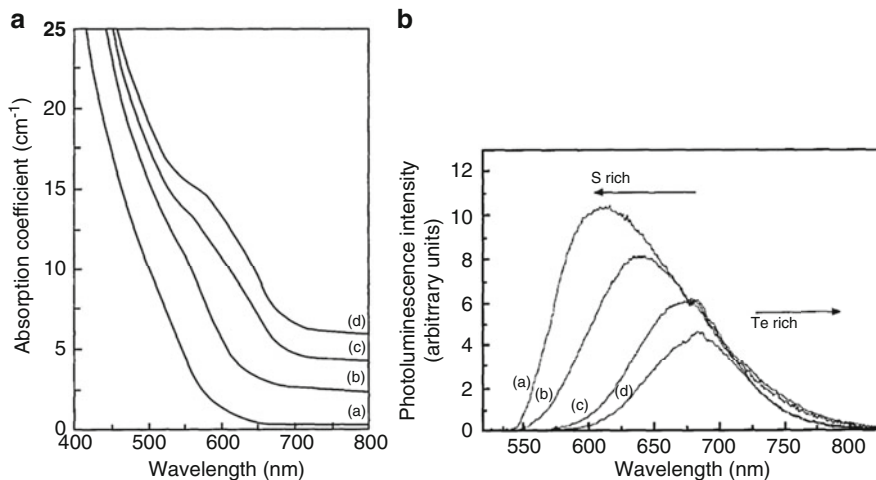 a
Absorption coefficient (cm-1)
25
20
15
10
5
0
(d)
(c)
(b)
(a)
400 500 600 700 800
Wavelength (nm)
b
Photoluminescence intensity
(arbitrrary units)
12
10
8
6
4
2
0
S rich
Te rich
(a)
(b)
(c)
(d)
550 600 650 700 750 800
Wavelength (nm)